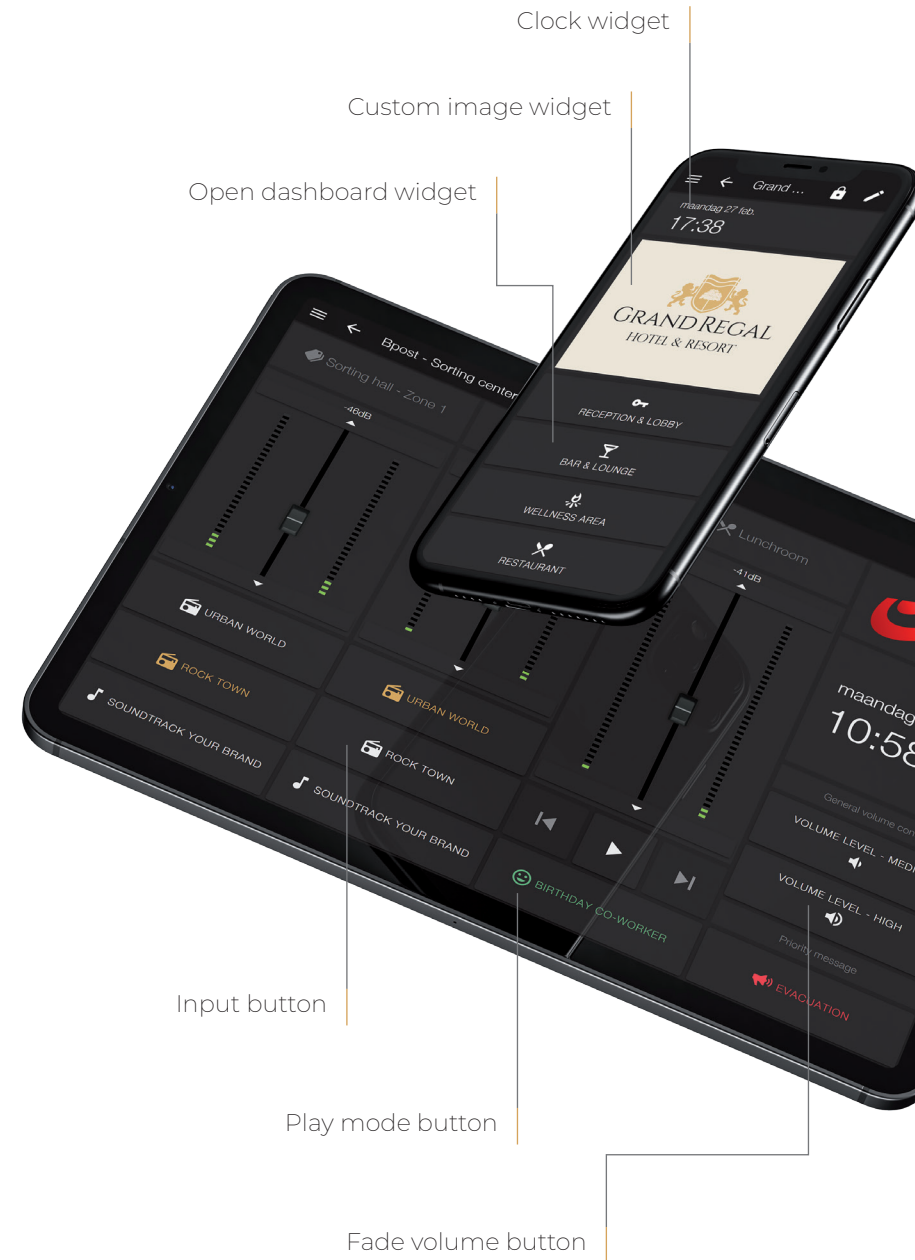 Clock widget
Custom image widget
Open dashboard widget
Grand ...
maandag 27 feb.
17:38
GRAND REGAL
HOTEL & RESORT
RECEPTION & LOBBY
BAR & LOUNGE
WELLNESS AREA
RESTAURANT
Bpost - Sorting center
Sorting hall - Zone 1
-46dB
URBAN WORLD
ROCK TOWN
SOUNDTRACK YOUR BRAND
URBAN WORLD
ROCK TOWN
SOUNDTRACK YOUR BRAND
Lunchroom
-41dB
BIRTHDAY CO-WORKER
maandag
10:58
General volume con
VOLUME LEVEL - MEDI
VOLUME LEVEL - HIGH
Priority message
EVACUATION
Input button
Play mode button
Fade volume button